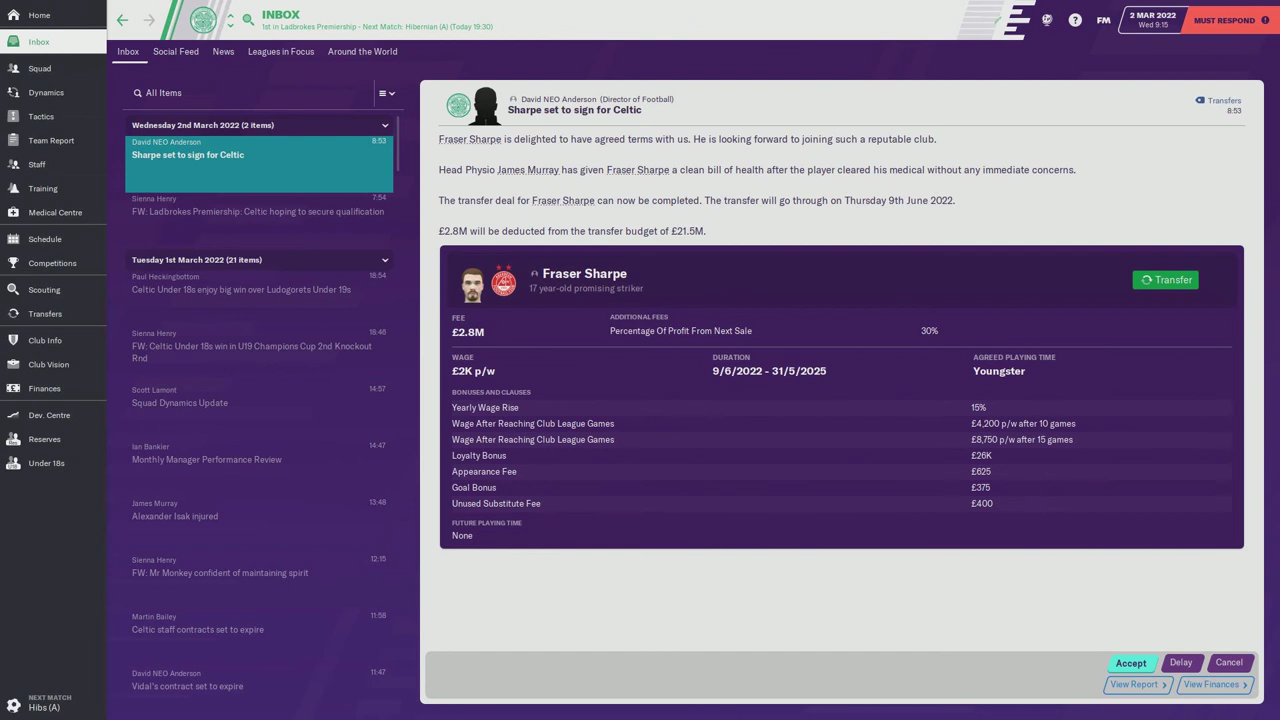 Home
Inbox
Squad
Dynamics
Tactics
Team Report
Staff
Training
Medical Centre
Schedule
Competitions
Scouting
Transfers
Club Info
Club Vision
Finances
Dev. Centre
Reserves
Under 18s
NEXT MATCH
Hibs (A)
INBOX
1st in Ladbrokes Premiership - Next Match: Hibernian (A) (Today 19:30)
FM
2 MAR 2022
Wed 9:15
MUST RESPOND
Inbox Social Feed News Leagues in Focus Around the World
All Items
Wednesday 2nd March 2022 (2 items)
David NEO Anderson 8:53
Sharpe set to sign for Celtic
Sienna Henry 7:54
FW: Ladbrokes Premiership: Celtic hoping to secure qualification
Tuesday 1st March 2022 (21 items)
Paul Heckingbottom 18:54
Celtic Under 18s enjoy big win over Ludogorets Under 19s
Sienna Henry 18:46
FW: Celtic Under 18s win in U19 Champions Cup 2nd Knockout
Rnd
Scott Lamont 14:57
Squad Dynamics Update
Ian Bankier 14:47
Monthly Manager Performance Review
James Murray 13:48
Alexander Isak injured
Sienna Henry 12:15
FW: Mr Monkey confident of maintaining spirit
Martin Bailey 11:58
Celtic staff contracts set to expire
David NEO Anderson 11:47
Vidal's contract set to expire
David NEO Anderson (Director of Football)
Sharpe set to sign for Celtic
Transfers
8:53
Fraser Sharpe is delighted to have agreed terms with us. He is looking forward to joining such a reputable club.
Head Physio James Murray has given Fraser Sharpe a clean bill of health after the player cleared his medical without any immediate concerns.
The transfer deal for Fraser Sharpe can now be completed. The transfer will go through on Thursday 9th June 2022.
£2.8M will be deducted from the transfer budget of £21.5M.
Fraser Sharpe
17 year-old promising striker
Transfer
FEE ADDITIONAL FEES
£2.8M Percentage Of Profit From Next Sale 30%
WAGE DURATION AGREED PLAYING TIME
£2K p/w 9/6/2022 - 31/5/2025 Youngster
BONUSES AND CLAUSES
Yearly Wage Rise 15%
Wage After Reaching Club League Games £4,200 p/w after 10 games
Wage After Reaching Club League Games £8,750 p/w after 15 games
Loyalty Bonus £26K
Appearance Fee £625
Goal Bonus £375
Unused Substitute Fee £400
FUTURE PLAYING TIME
None
Accept Delay Cancel
View Report View Finances